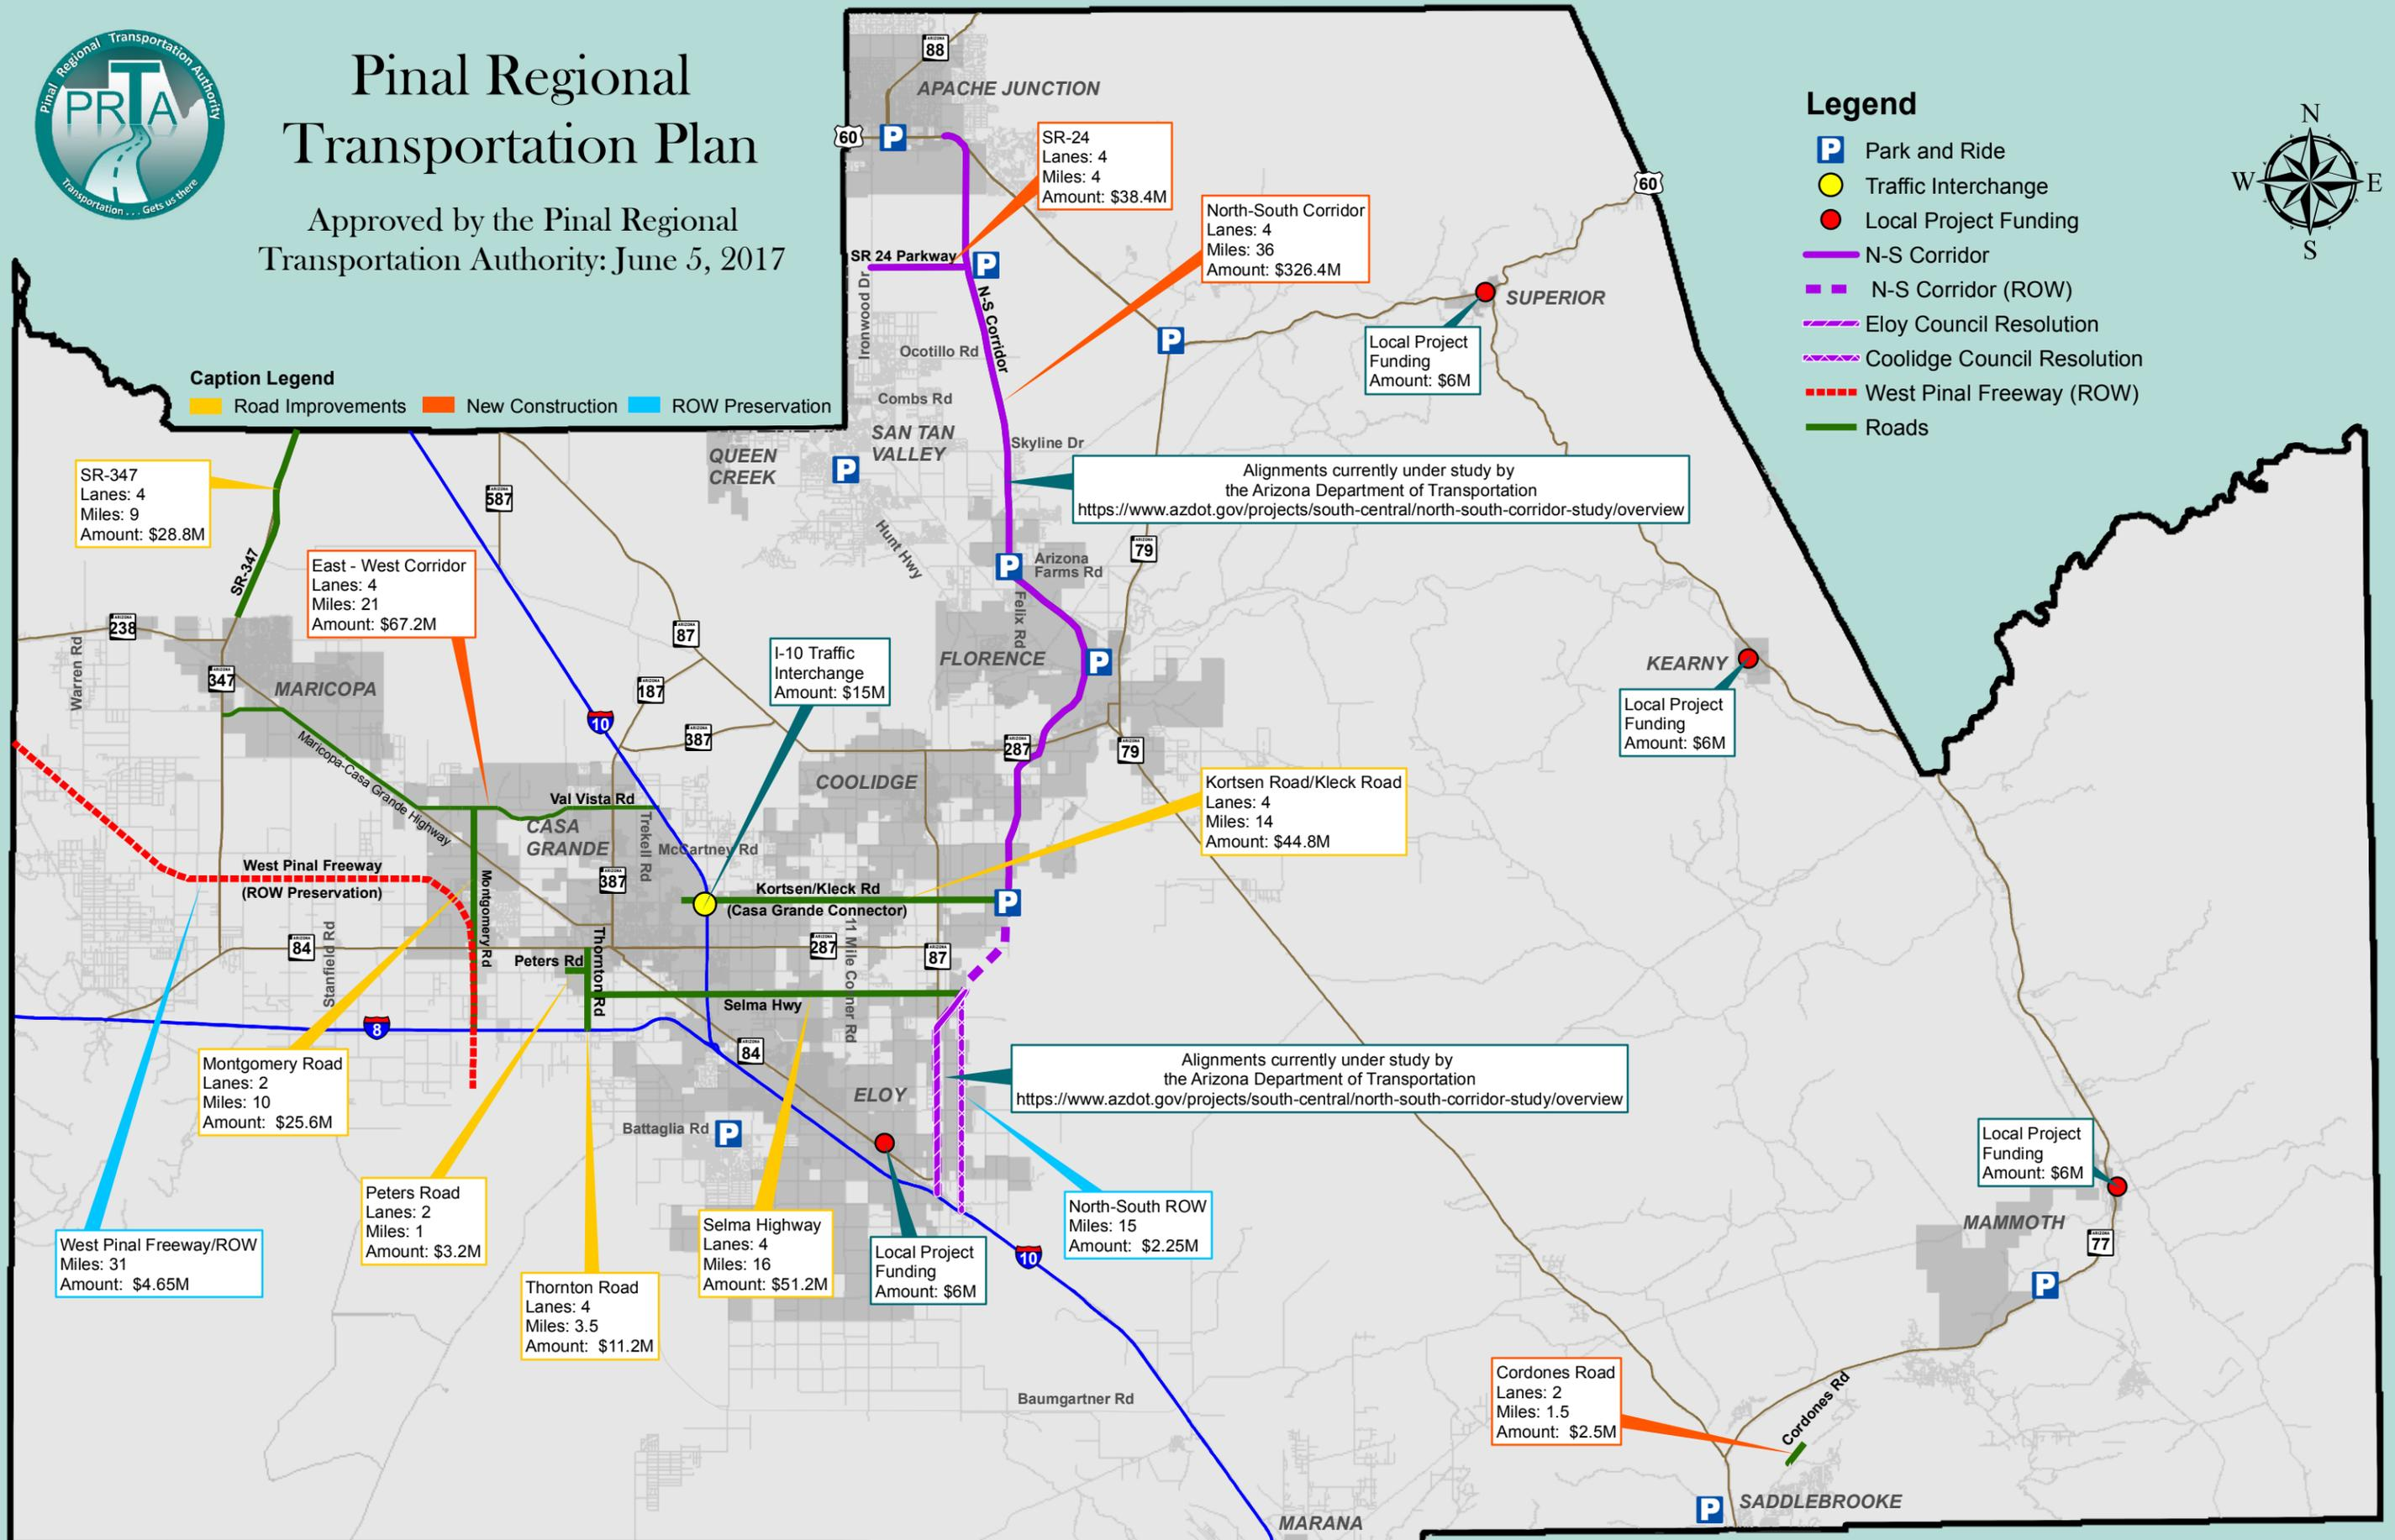 Pinal Regional Transportation Authority
PRTA
Transportation . . . Gets us there
Pinal Regional
Transportation Plan
Approved by the Pinal Regional
Transportation Authority: June 5, 2017
Caption Legend
Road Improvements
New Construction
ROW Preservation
Legend
P Park and Ride
Traffic Interchange
Local Project Funding
N-S Corridor
N-S Corridor (ROW)
Eloy Council Resolution
Coolidge Council Resolution
West Pinal Freeway (ROW)
Roads
N
W
E
S
ARIZONA
88
APACHE JUNCTION
60
P
SR-24
Lanes: 4
Miles: 4
Amount: $38.4M
60
North-South Corridor
Lanes: 4
Miles: 36
Amount: $326.4M
SR 24 Parkway
P
Ironwood Dr
N-S Corridor
SUPERIOR
Local Project
Funding
Amount: $6M
P
Ocotillo Rd
Combs Rd
SAN TAN
VALLEY
Skyline Dr
QUEEN
CREEK
P
Alignments currently under study by
the Arizona Department of Transportation
https://www.azdot.gov/projects/south-central/north-south-corridor-study/overview
SR-347
Lanes: 4
Miles: 9
Amount: $28.8M
ARIZONA
587
SR-347
East - West Corridor
Lanes: 4
Miles: 21
Amount: $67.2M
Hunt Hwy
P
Arizona
Farms Rd
ARIZONA
79
Felix Rd
ARIZONA
238
Warren Rd
ARIZONA
87
I-10 Traffic
Interchange
Amount: $15M
FLORENCE
P
KEARNY
Local Project
Funding
Amount: $6M
ARIZONA
347
MARICOPA
ARIZONA
187
10
ARIZONA
387
ARIZONA
287
ARIZONA
79
Maricopa-Casa Grande Highway
COOLIDGE
Kortsen Road/Kleck Road
Lanes: 4
Miles: 14
Amount: $44.8M
Val Vista Rd
CASA
GRANDE
Trekell Rd
McCartney Rd
West Pinal Freeway
(ROW Preservation)
Montgomery Rd
ARIZONA
387
Kortsen/Kleck Rd
(Casa Grande Connector)
P
ARIZONA
84
Stanfield Rd
Peters Rd
Thornton Rd
ARIZONA
287
11 Mile Corner Rd
ARIZONA
87
Selma Hwy
8
ARIZONA
84
Montgomery Road
Lanes: 2
Miles: 10
Amount: $25.6M
Alignments currently under study by
the Arizona Department of Transportation
https://www.azdot.gov/projects/south-central/north-south-corridor-study/overview
ELOY
Battaglia Rd
P
Local Project
Funding
Amount: $6M
MAMMOTH
ARIZONA
77
P
Peters Road
Lanes: 2
Miles: 1
Amount: $3.2M
West Pinal Freeway/ROW
Miles: 31
Amount: $4.65M
Thornton Road
Lanes: 4
Miles: 3.5
Amount: $11.2M
Selma Highway
Lanes: 4
Miles: 16
Amount: $51.2M
Local Project
Funding
Amount: $6M
North-South ROW
Miles: 15
Amount: $2.25M
10
Baumgartner Rd
Cordones Road
Lanes: 2
Miles: 1.5
Amount: $2.5M
Cordones Rd
P
SADDLEBROOKE
MARANA